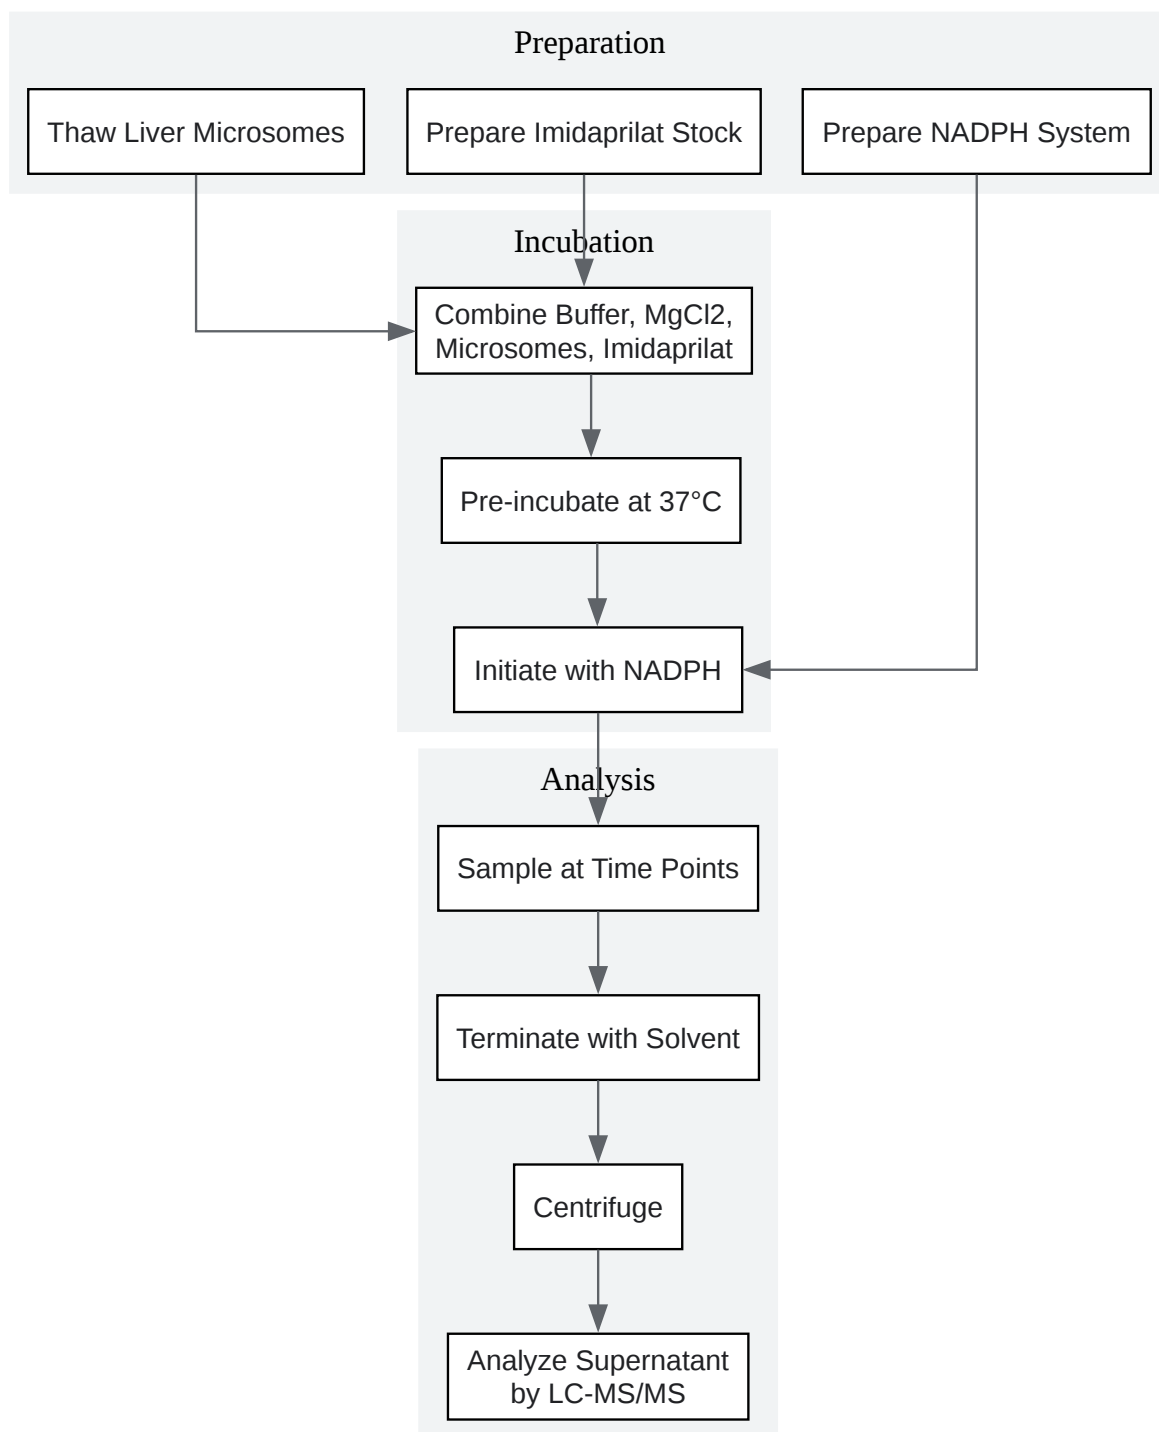 Preparation
Thaw Liver Microsomes
Prepare Imidaprilat Stock
Prepare NADPH System
Incubation
Combine Buffer, MgCl2,
Microsomes, Imidaprilat
Pre-incubate at 37°C
Initiate with NADPH
Analysis
Sample at Time Points
Terminate with Solvent
Centrifuge
Analyze Supernatant
by LC-MS/MS